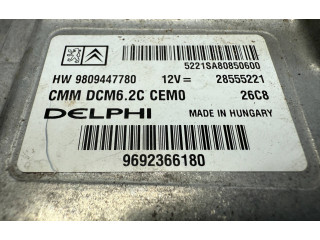 5221SA80850600
HW 9809447780 12V= 28555221
CMM DCM6.2C CEM0 26C8
DELPHI MADE IN HUNGARY
9692366180